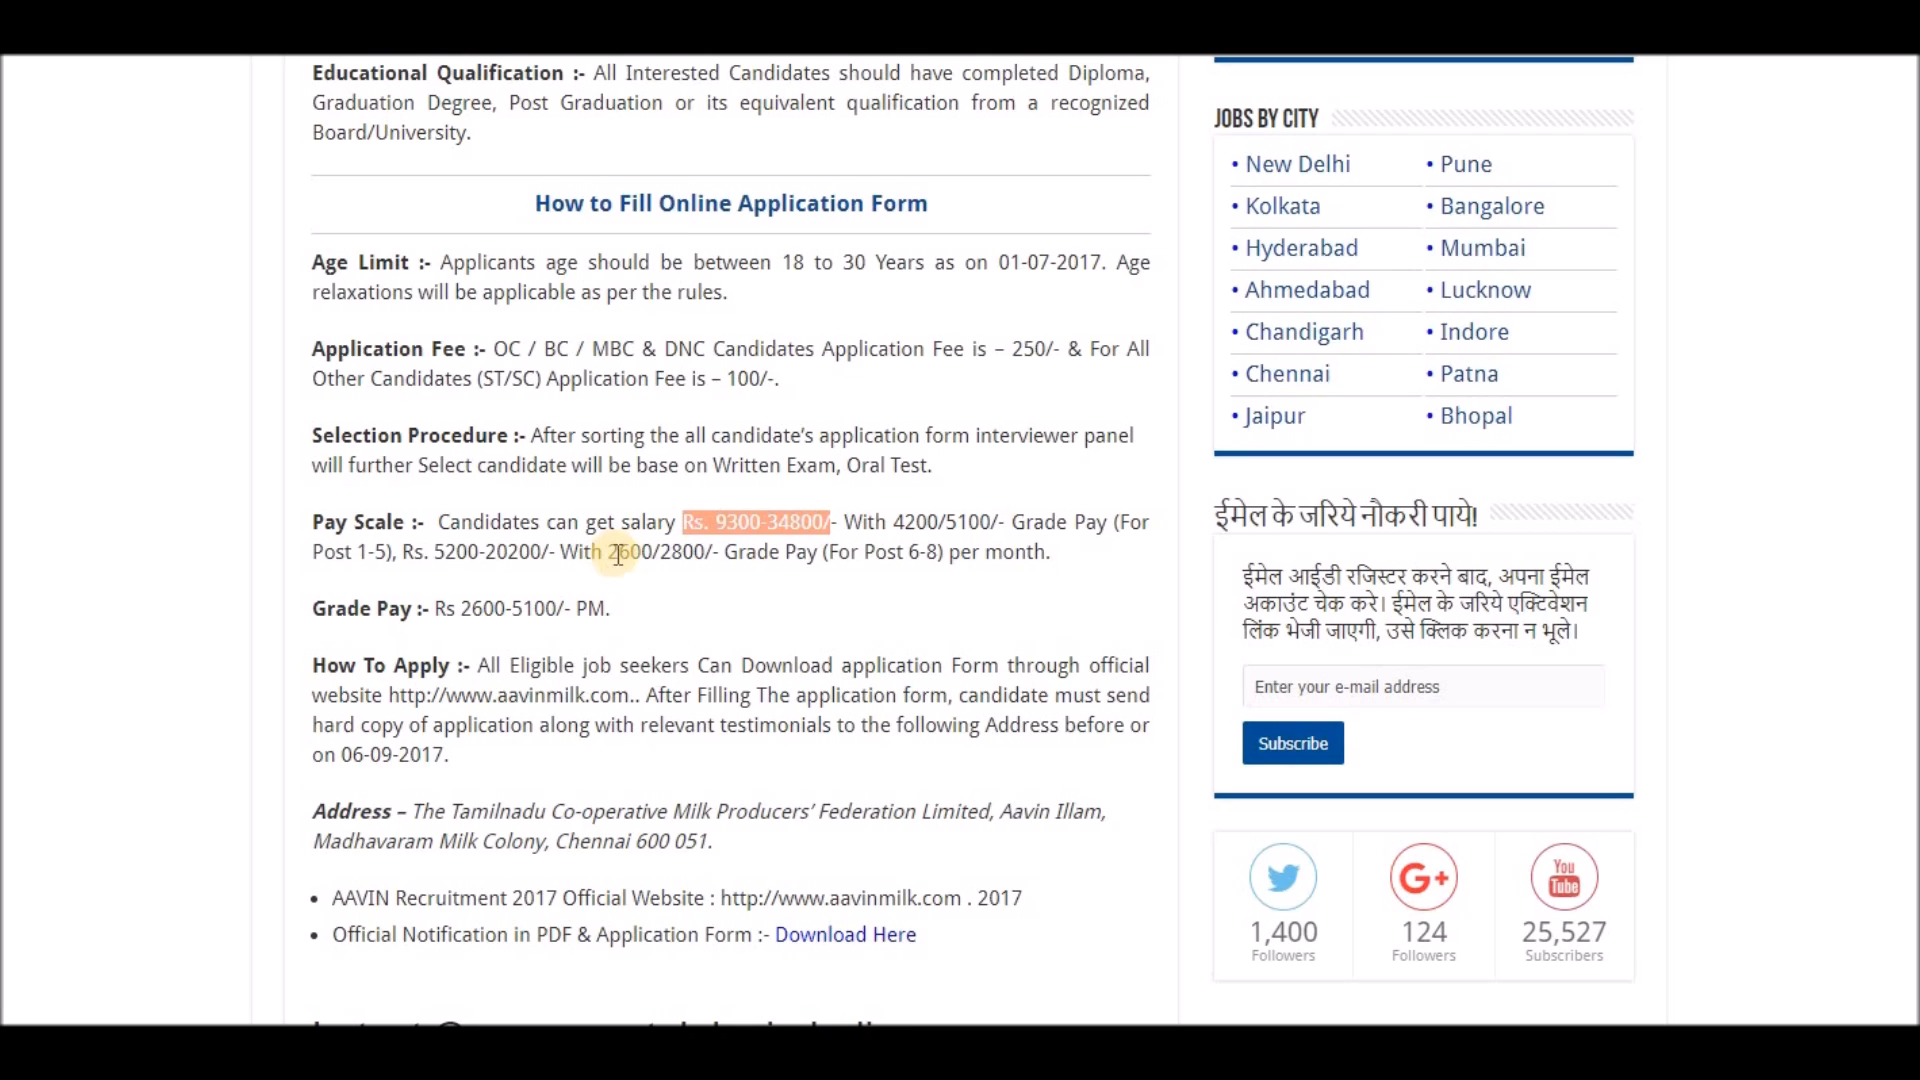 Educational Qualification :- All Interested Candidates should have completed Diploma,
Graduation Degree, Post Graduation or its equivalent qualification from a recognized
Board/University.
How to Fill Online Application Form
Age Limit :- Applicants age should be between 18 to 30 Years as on 01-07-2017. Age
relaxations will be applicable as per the rules.
Application Fee :- OC / BC / MBC & DNC Candidates Application Fee is – 250/- & For All
Other Candidates (ST/SC) Application Fee is – 100/-.
Selection Procedure :- After sorting the all candidate’s application form interviewer panel
will further Select candidate will be base on Written Exam, Oral Test.
Pay Scale :- Candidates can get salary Rs. 9300-34800/- With 4200/5100/- Grade Pay (For
Post 1-5), Rs. 5200-20200/- With 2600/2800/- Grade Pay (For Post 6-8) per month.
Grade Pay :- Rs 2600-5100/- PM.
How To Apply :- All Eligible job seekers Can Download application Form through official
website http://www.aavinmilk.com.. After Filling The application form, candidate must send
hard copy of application along with relevant testimonials to the following Address before or
on 06-09-2017.
Address – The Tamilnadu Co-operative Milk Producers’ Federation Limited, Aavin Illam,
Madhavaram Milk Colony, Chennai 600 051.
• AAVIN Recruitment 2017 Official Website : http://www.aavinmilk.com . 2017
• Official Notification in PDF & Application Form :- Download Here
JOBS BY CITY
• New Delhi • Pune
• Kolkata • Bangalore
• Hyderabad • Mumbai
• Ahmedabad • Lucknow
• Chandigarh • Indore
• Chennai • Patna
• Jaipur • Bhopal
ईमेल के जरिये नौकरी पाये!
ईमेल आईडी रजिस्टर करने बाद, अपना ईमेल
अकाउंट चेक करे। ईमेल के जरिये एक्टिवेशन
लिंक भेजी जाएगी, उसे क्लिक करना न भूले।
Enter your e-mail address
Subscribe
G+ You Tube
1,400 124 25,527
Followers Followers Subscribers